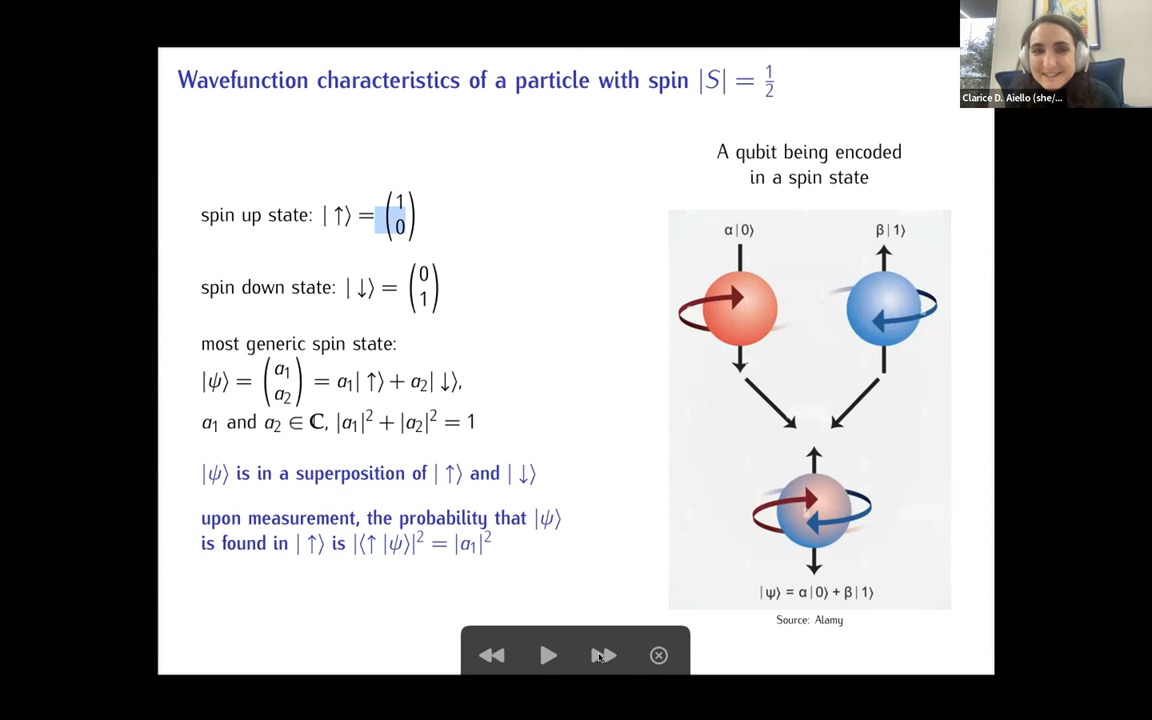 Wavefunction characteristics of a particle with spin |S| = 1/2
Clarice D. Aiello (she/...
A qubit being encoded
in a spin state
spin up state: |↑⟩ = (1
0)
spin down state: |↓⟩ = (0
1)
most generic spin state:
|ψ⟩ = (a₁
a₂) = a₁|↑⟩ + a₂|↓⟩,
a₁ and a₂ ∈ ℂ, |a₁|² + |a₂|² = 1
|ψ⟩ is in a superposition of |↑⟩ and |↓⟩
upon measurement, the probability that |ψ⟩
is found in |↑⟩ is |⟨↑|ψ⟩|² = |a₁|²
α|0⟩
β|1⟩
|ψ⟩ = α|0⟩ + β|1⟩
Source: Alamy